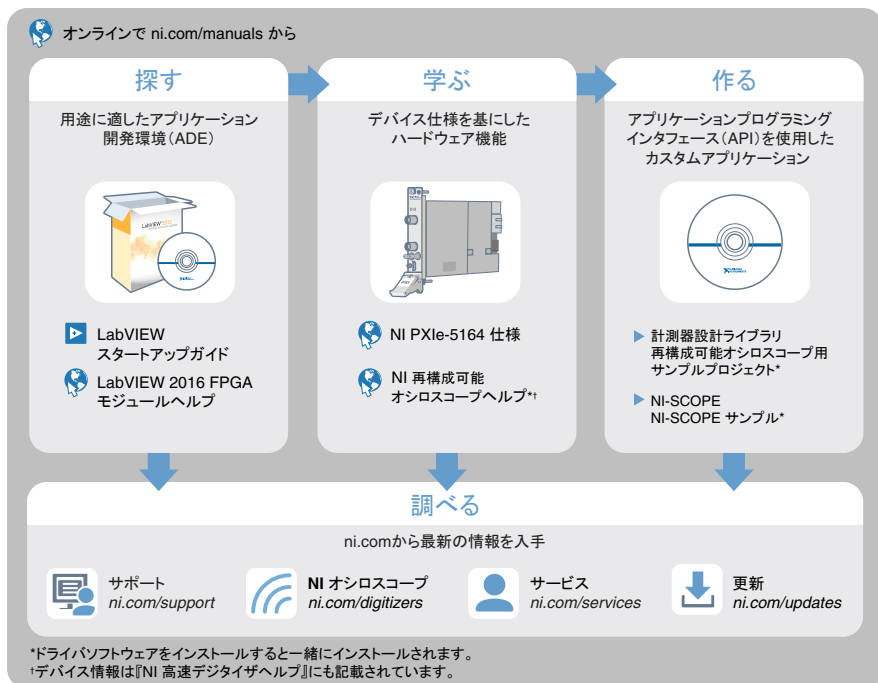 オンラインで ni.com/manuals から
探す
用途に適したアプリケーション
開発環境(ADE)
LabVIEW
LabVIEW
スタートアップガイド
LabVIEW 2016 FPGA
モジュールヘルプ
学ぶ
デバイス仕様を基にした
ハードウェア機能
NI PXIe-5164 仕様
NI 再構成可能
オシロスコープヘルプ*†
作る
アプリケーションプログラミング
インタフェース(API)を使用した
カスタムアプリケーション
計測器設計ライブラリ
再構成可能オシロスコープ用
サンプルプロジェクト*
NI-SCOPE
NI-SCOPE サンプル*
調べる
ni.comから最新の情報を入手
サポート
ni.com/support
NI オシロスコープ
ni.com/digitizers
サービス
ni.com/services
更新
ni.com/updates
*ドライバソフトウェアをインストールすると一緒にインストールされます。
†デバイス情報は『NI 高速デジタイザヘルプ』にも記載されています。